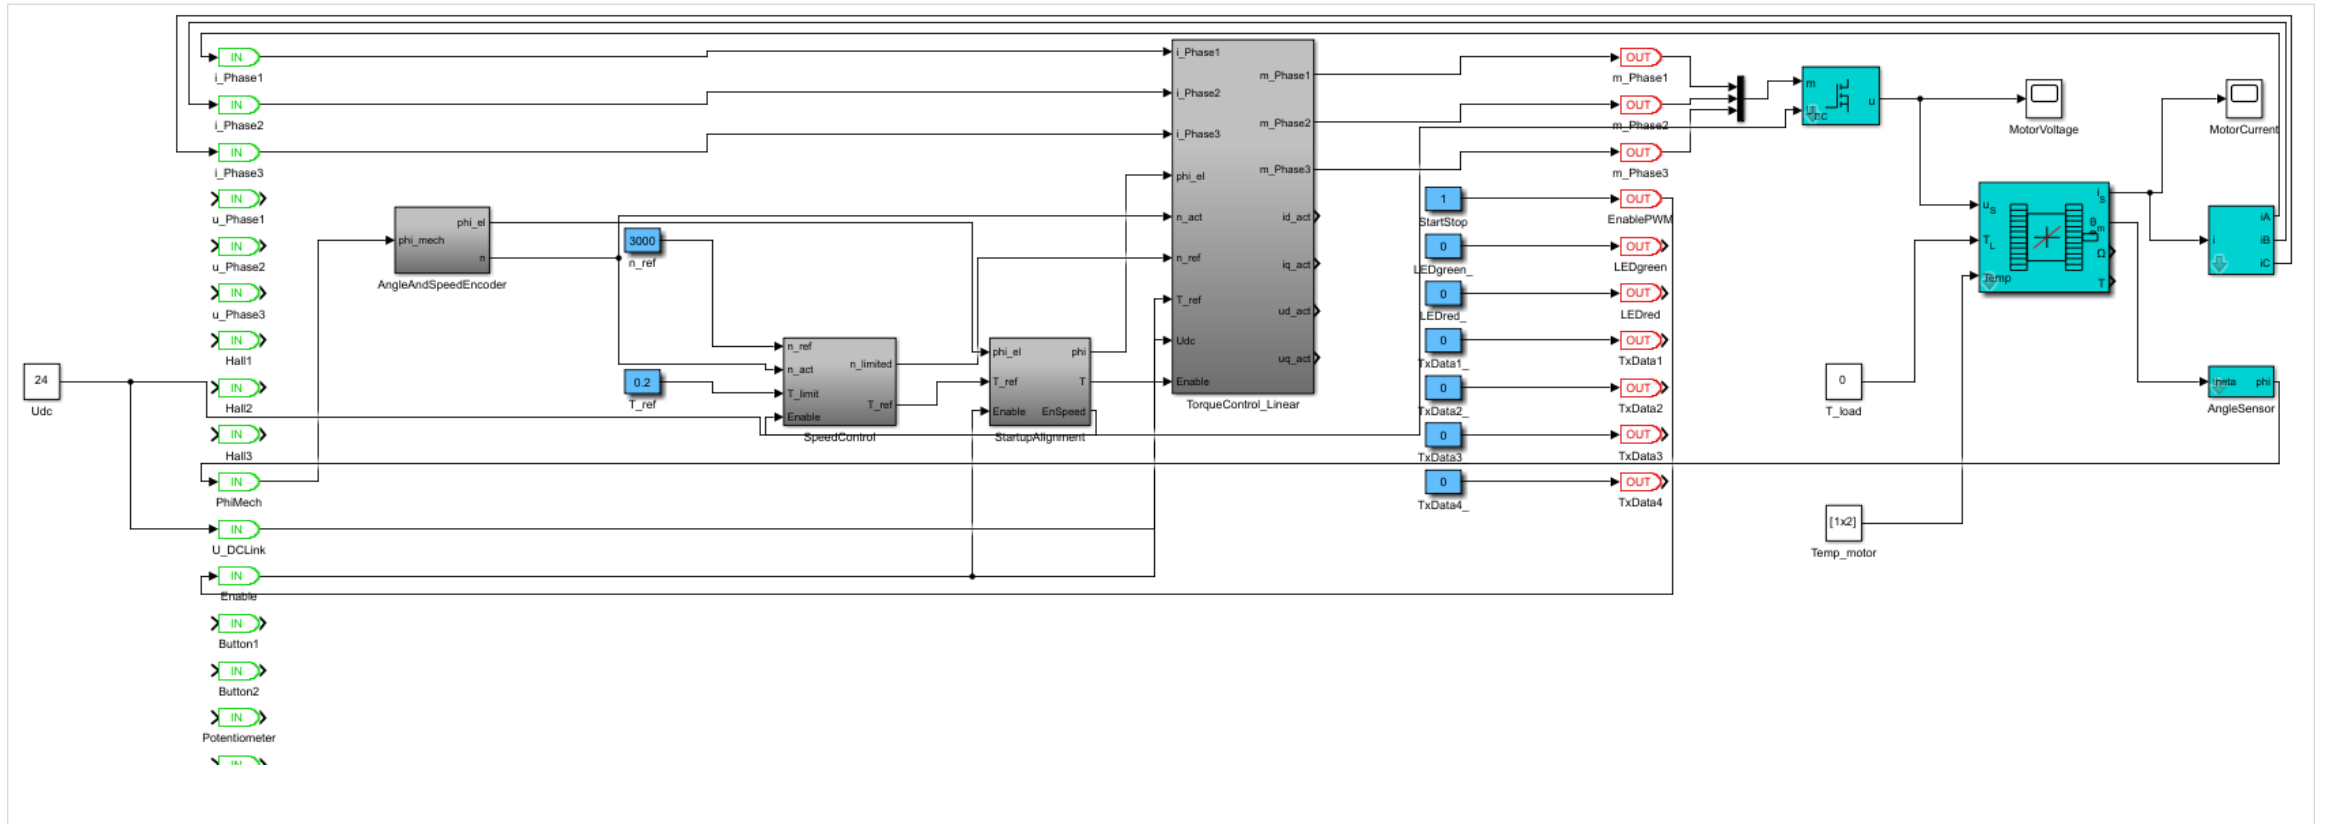 24
Udc
IN
i_Phase1
IN
i_Phase2
IN
i_Phase3
IN
u_Phase1
IN
u_Phase2
IN
u_Phase3
IN
Hall1
IN
Hall2
IN
Hall3
IN
PhiMech
IN
U_DCLink
IN
Enable
IN
Button1
IN
Button2
IN
Potentiometer
IN
phi_mech
phi_el
n
AngleAndSpeedEncoder
3000
n_ref
0.2
T_ref
n_ref
n_act
T_limit
Enable
n_limited
T_ref
SpeedControl
phi_el
T_ref
Enable
phi
T
EnSpeed
StartupAlignment
i_Phase1
i_Phase2
i_Phase3
phi_el
n_act
n_ref
T_ref
Udc
Enable
m_Phase1
m_Phase2
m_Phase3
id_act
iq_act
ud_act
uq_act
TorqueControl_Linear
1
StartStop
0
LEDgreen_
0
LEDred_
0
TxData1_
0
TxData2_
0
TxData3
0
TxData4_
OUT
m_Phase1
OUT
m_Phase2
OUT
m_Phase3
OUT
EnablePWM
OUT
LEDgreen
OUT
LEDred
OUT
TxData1
OUT
TxData2
OUT
TxData3
OUT
TxData4
m
u
MotorVoltage
MotorCurrent
u_S
T_L
Temp
i_S
θ_m
Ω
T
i
iA
iB
iC
0
T_load
theta
phi
AngleSensor
[1x2]
Temp_motor